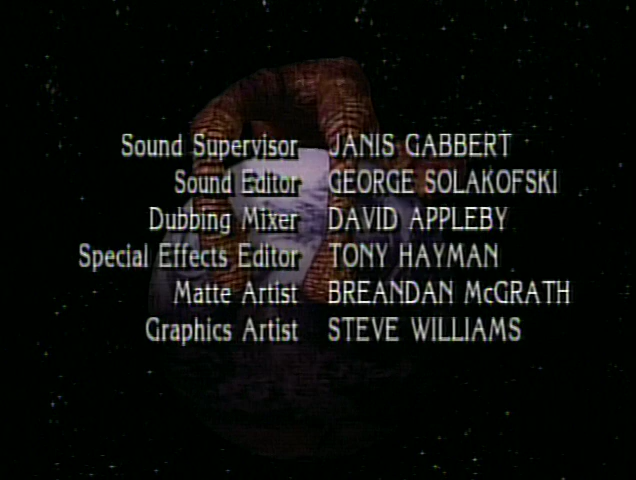 Sound Supervisor JANIS GABBERT
Sound Editor GEORGE SOLAKOFSKI
Dubbing Mixer DAVID APPLEBY
Special Effects Editor TONY HAYMAN
Matte Artist BREANDAN McGRATH
Graphics Artist STEVE WILLIAMS